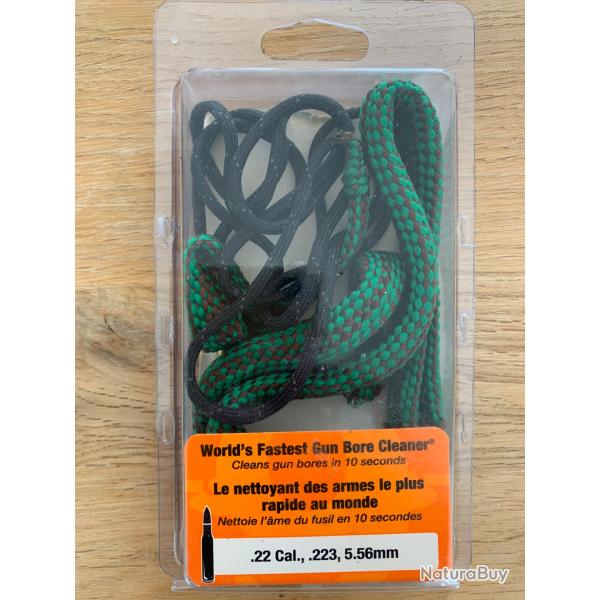 World's Fastest Gun Bore Cleaner®
Cleans gun bores in 10 seconds
Le nettoyant des armes le plus
rapide au monde
Nettoie l'âme du fusil en 10 secondes
.22 Cal., .223, 5.56mm
NaturaBuy